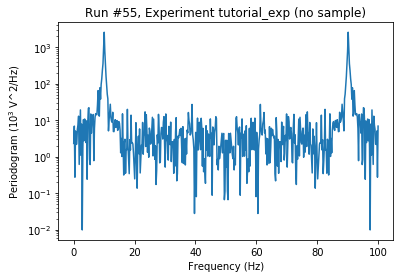 Run #55, Experiment tutorial_exp (no sample)
Periodogram (10³ V^2/Hz)
10³
10²
10¹
10⁰
10⁻¹
10⁻²
0 20 40 60 80 100
Frequency (Hz)